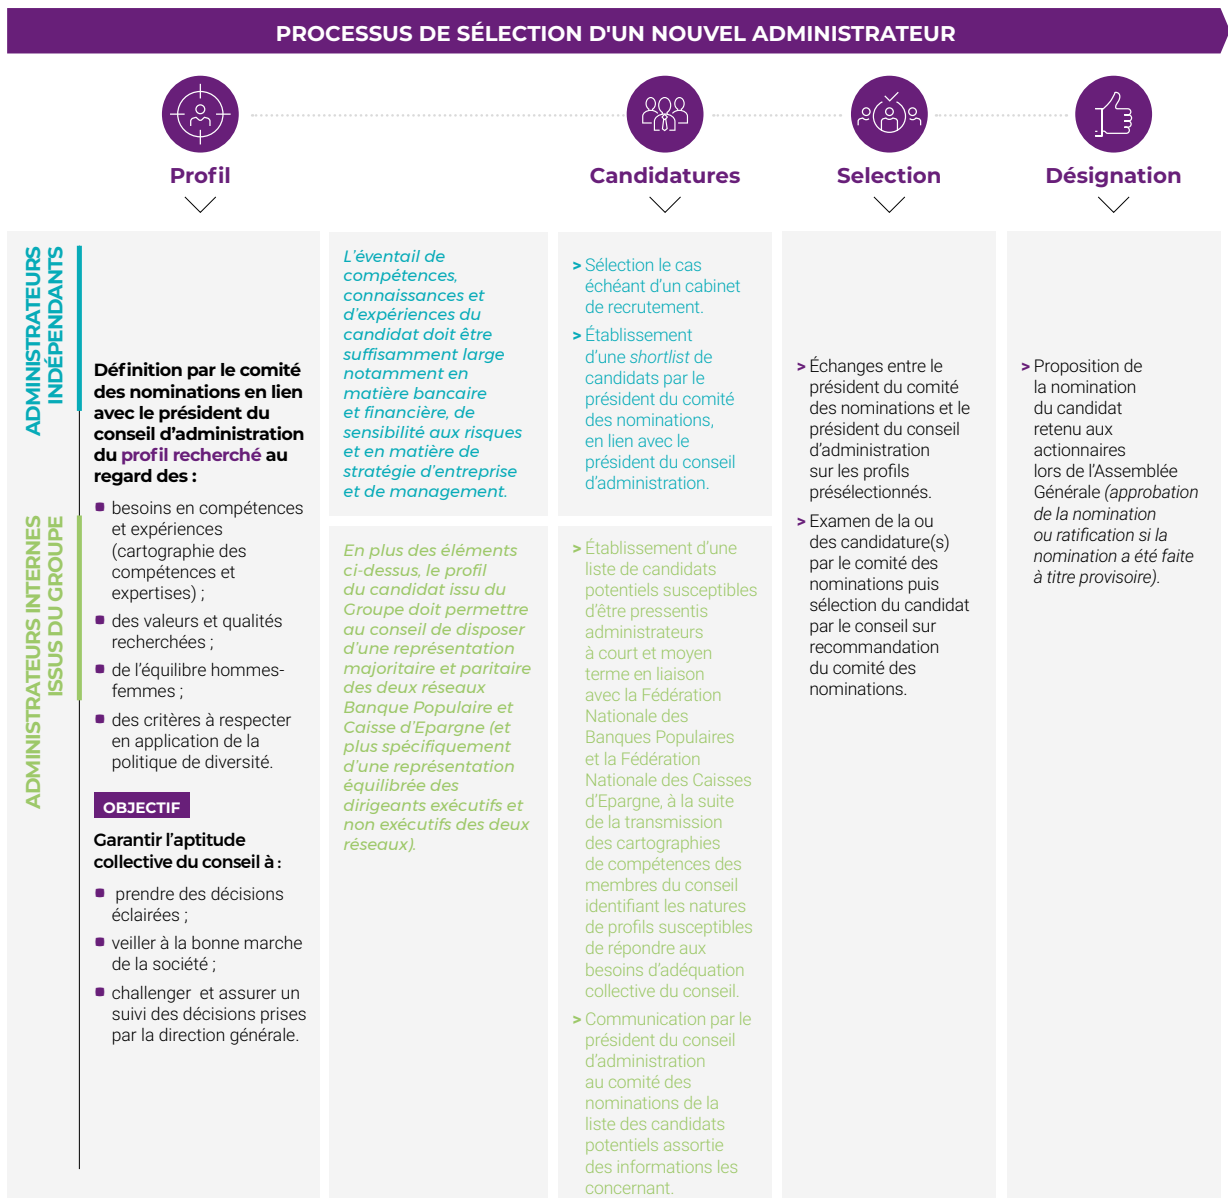 PROCESSUS DE SÉLECTION D'UN NOUVEL ADMINISTRATEUR
Profil
Candidatures
Selection
Désignation
ADMINISTRATEURS
INDÉPENDANTS
ADMINISTRATEURS INTERNES
ISSUS DU GROUPE
Définition par le comité
des nominations en lien
avec le président du
conseil d’administration
du profil recherché au
regard des :
besoins en compétences
et expériences
(cartographie des
compétences et
expertises) ;
des valeurs et qualités
recherchées ;
de l’équilibre hommes-
femmes ;
des critères à respecter
en application de la
politique de diversité.
OBJECTIF
Garantir l’aptitude
collective du conseil à :
prendre des décisions
éclairées ;
veiller à la bonne marche
de la société ;
challenger et assurer un
suivi des décisions prises
par la direction générale.
L’éventail de
compétences,
connaissances et
d’expériences du
candidat doit être
suffisamment large
notamment en
matière bancaire
et financière, de
sensibilité aux risques
et en matière de
stratégie d’entreprise
et de management.
En plus des éléments
ci-dessus, le profil
du candidat issu du
Groupe doit permettre
au conseil de disposer
d’une représentation
majoritaire et paritaire
des deux réseaux
Banque Populaire et
Caisse d’Epargne (et
plus spécifiquement
d’une représentation
équilibrée des
dirigeants exécutifs et
non exécutifs des deux
réseaux).
> Sélection le cas
échéant d’un cabinet
de recrutement.
> Établissement
d’une shortlist de
candidats par le
président du comité
des nominations,
en lien avec le
président du conseil
d’administration.
> Établissement d’une
liste de candidats
potentiels susceptibles
d’être pressentis
administrateurs
à court et moyen
terme en liaison
avec la Fédération
Nationale des
Banques Populaires
et la Fédération
Nationale des Caisses
d’Epargne, à la suite
de la transmission
des cartographies
de compétences des
membres du conseil
identifiant les natures
de profils susceptibles
de répondre aux
besoins d’adéquation
collective du conseil.
> Communication par le
président du conseil
d’administration
au comité des
nominations de la
liste des candidats
potentiels assortie
des informations les
concernant.
> Échanges entre le
président du comité
des nominations et le
président du conseil
d’administration
sur les profils
présélectionnés.
> Examen de la ou
des candidature(s)
par le comité des
nominations puis
sélection du candidat
par le conseil sur
recommandation
du comité des
nominations.
> Proposition de
la nomination
du candidat
retenu aux
actionnaires
lors de l’Assemblée
Générale (approbation
de la nomination
ou ratification si la
nomination a été faite
à titre provisoire).